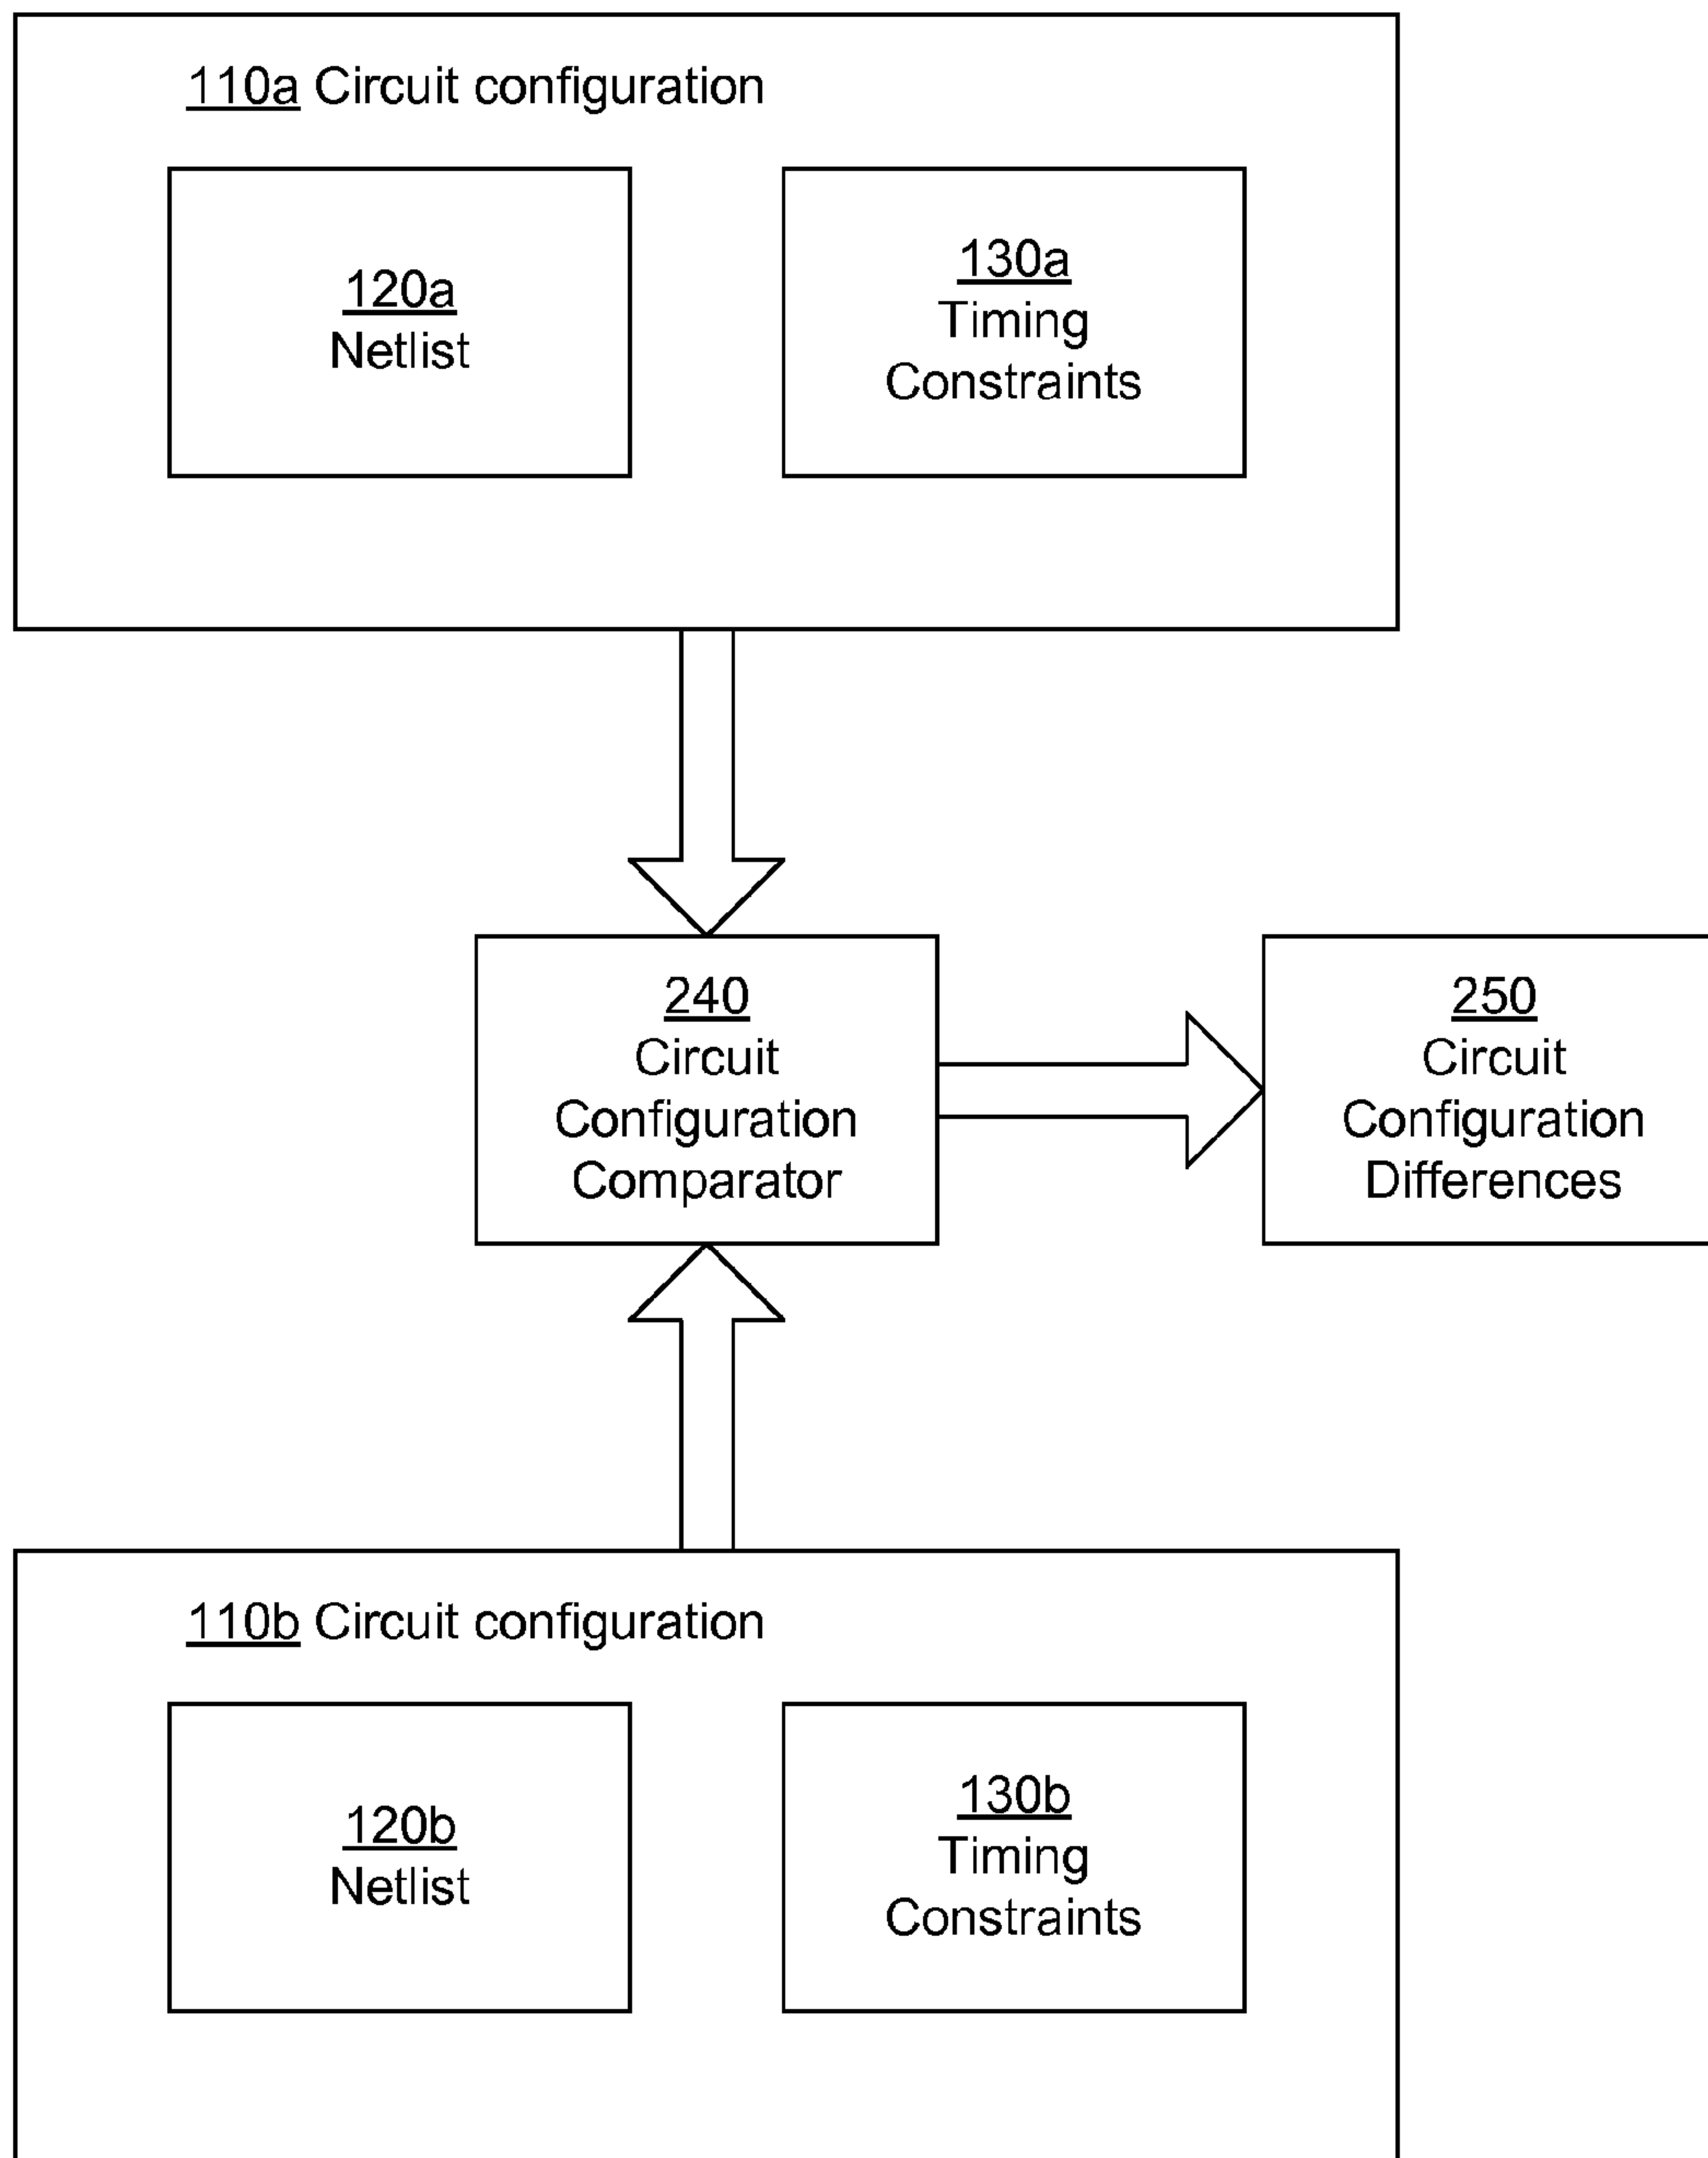 110a Circuit configuration
120a
Netlist
130a
Timing
Constraints
240
Circuit
Configuration
Comparator
250
Circuit
Configuration
Differences
110b Circuit configuration
120b
Netlist
130b
Timing
Constraints